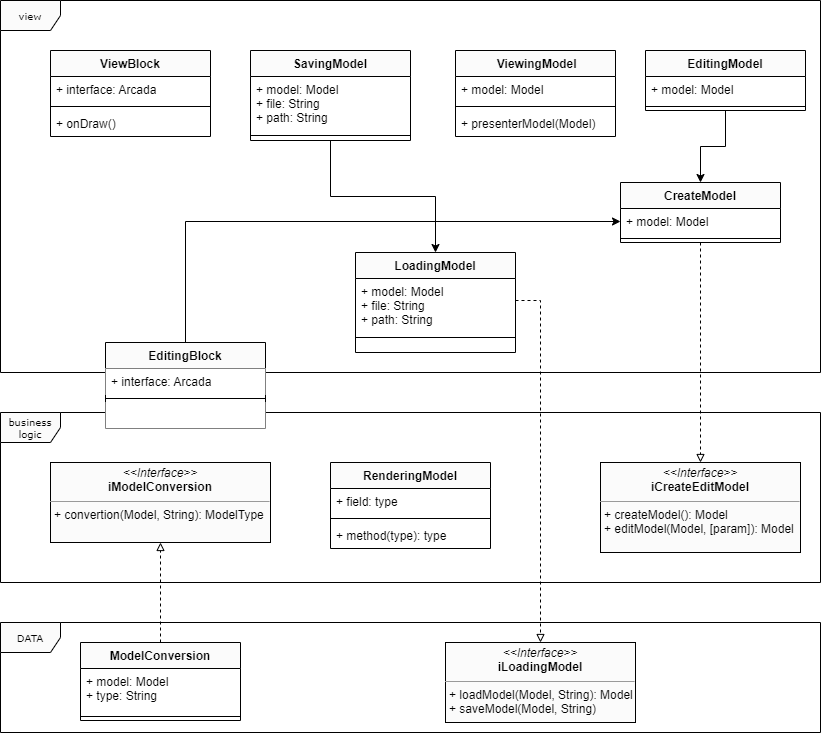 view
ViewBlock
+ interface: Arcada
+ onDraw()
SavingModel
+ model: Model
+ file: String
+ path: String
ViewingModel
+ model: Model
+ presenterModel(Model)
EditingModel
+ model: Model
CreateModel
+ model: Model
LoadingModel
+ model: Model
+ file: String
+ path: String
EditingBlock
+ interface: Arcada
business
logic
<<Interface>>
iModelConversion
+ convertion(Model, String): ModelType
RenderingModel
+ field: type
+ method(type): type
<<Interface>>
iCreateEditModel
+ createModel(): Model
+ editModel(Model, [param]): Model
DATA
ModelConversion
+ model: Model
+ type: String
<<Interface>>
iLoadingModel
+ loadModel(Model, String): Model
+ saveModel(Model, String)